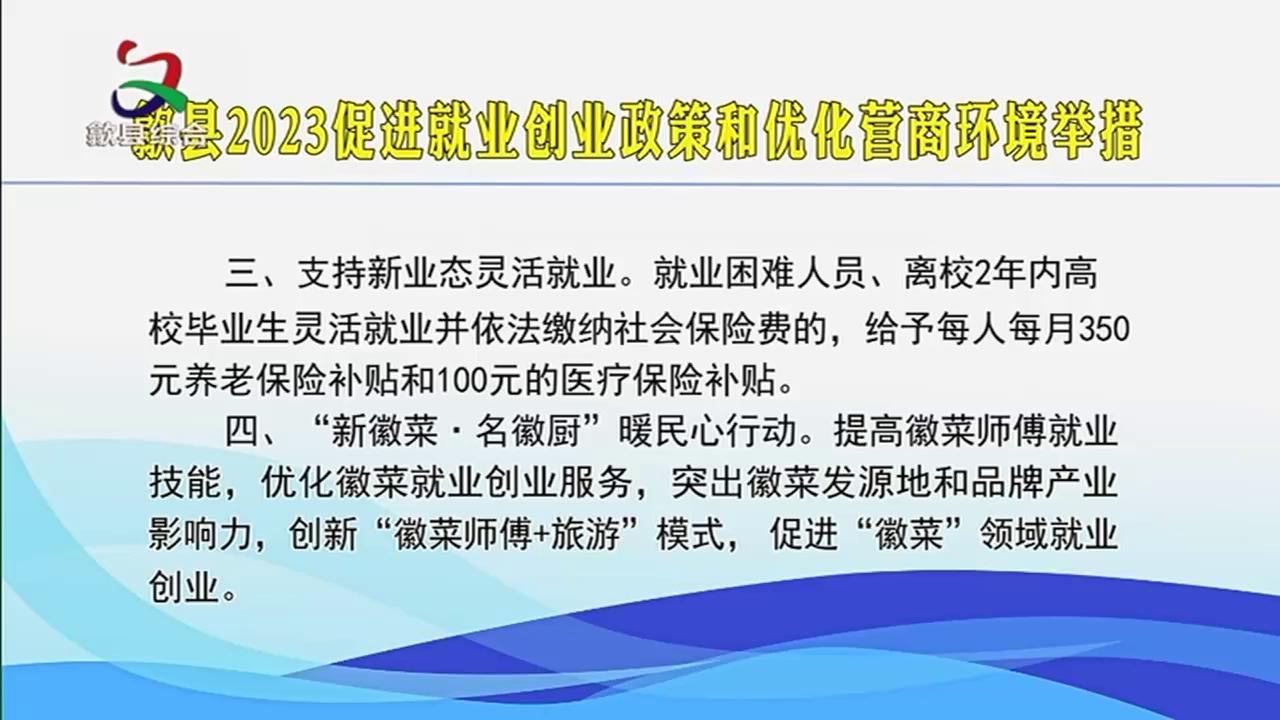 歙县综合
歙县2023促进就业创业政策和优化营商环境举措
三、支持新业态灵活就业。就业困难人员、离校2年内高
校毕业生灵活就业并依法缴纳社会保险费的，给予每人每月350
元养老保险补贴和100元的医疗保险补贴。
四、“新徽菜·名徽厨”暖民心行动。提高徽菜师傅就业
技能，优化徽菜就业创业服务，突出徽菜发源地和品牌产业
影响力，创新“徽菜师傅+旅游”模式，促进“徽菜”领域就业
创业。